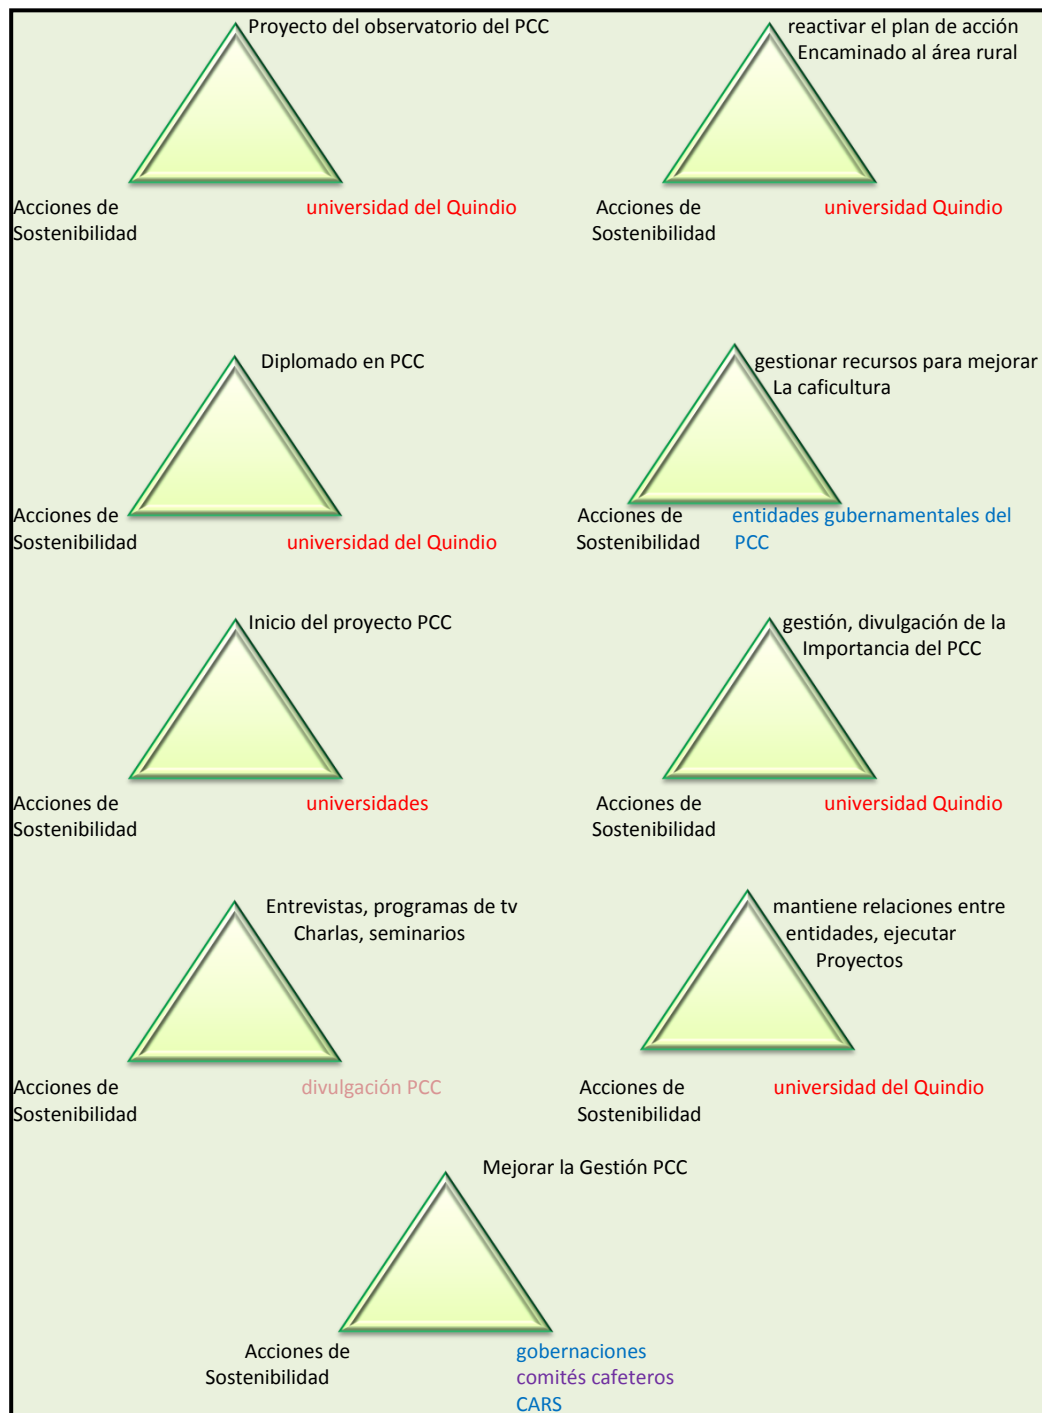 Proyecto del observatorio del PCC
Acciones de
Sostenibilidad
universidad del Quindio
reactivar el plan de acción
Encaminado al área rural
Acciones de
Sostenibilidad
universidad Quindio
Diplomado en PCC
Acciones de
Sostenibilidad
universidad del Quindio
gestionar recursos para mejorar
La caficultura
Acciones de
Sostenibilidad
entidades gubernamentales del
PCC
Inicio del proyecto PCC
Acciones de
Sostenibilidad
universidades
gestión, divulgación de la
Importancia del PCC
Acciones de
Sostenibilidad
universidad Quindio
Entrevistas, programas de tv
Charlas, seminarios
Acciones de
Sostenibilidad
divulgación PCC
mantiene relaciones entre
entidades, ejecutar
Proyectos
Acciones de
Sostenibilidad
universidad del Quindio
Mejorar la Gestión PCC
Acciones de
Sostenibilidad
gobernaciones
comités cafeteros
CARS